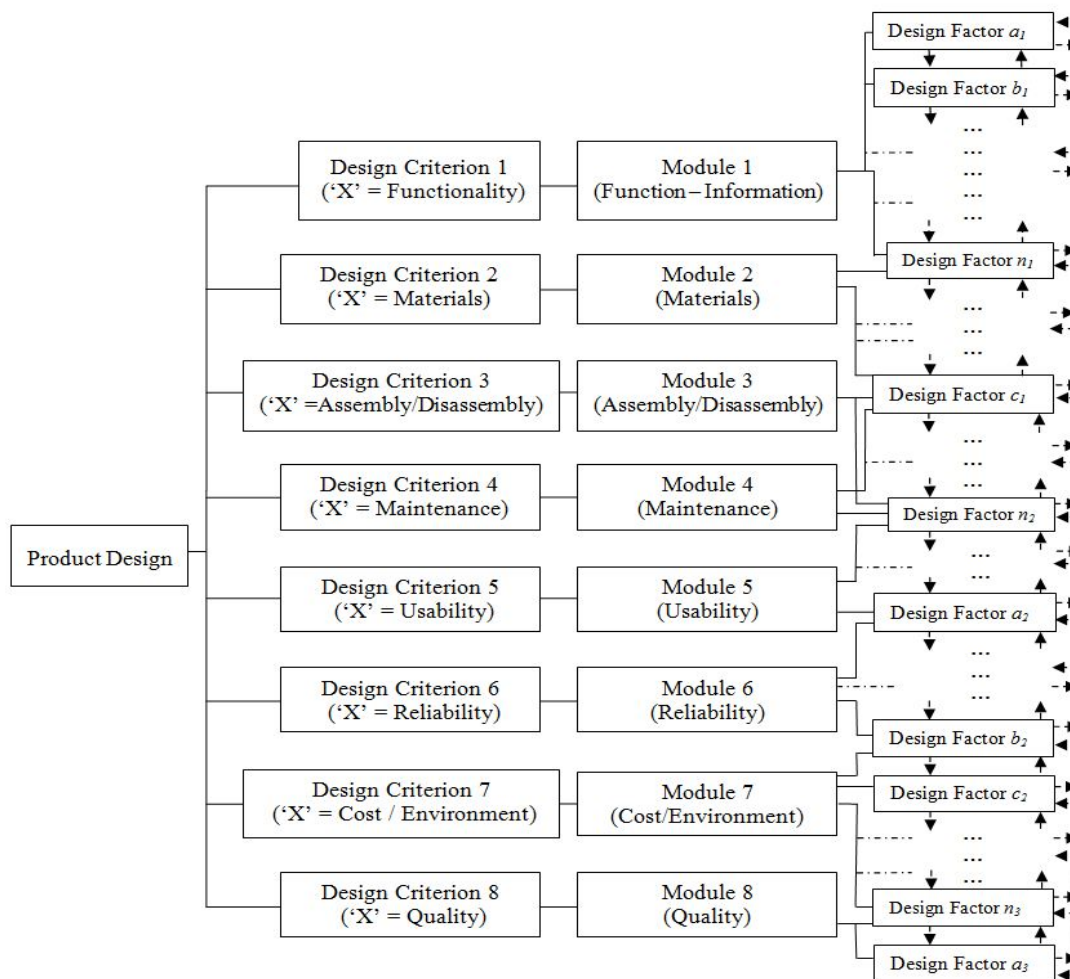 Product Design
Design Criterion 1
(‘X’ = Functionality)
Design Criterion 2
(‘X’ = Materials)
Design Criterion 3
(‘X’ =Assembly/Disassembly)
Design Criterion 4
(‘X’ = Maintenance)
Design Criterion 5
(‘X’ = Usability)
Design Criterion 6
(‘X’ = Reliability)
Design Criterion 7
(‘X’ = Cost / Environment)
Design Criterion 8
(‘X’ = Quality)
Module 1
(Function–Information)
Module 2
(Materials)
Module 3
(Assembly/Disassembly)
Module 4
(Maintenance)
Module 5
(Usability)
Module 6
(Reliability)
Module 7
(Cost/Environment)
Module 8
(Quality)
Design Factor a₁
Design Factor b₁
...
...
...
...
...
Design Factor n₁
...
...
...
Design Factor c₁
...
...
...
Design Factor n₂
...
...
Design Factor a₂
...
...
...
Design Factor b₂
Design Factor c₂
...
...
...
Design Factor n₃
Design Factor a₃